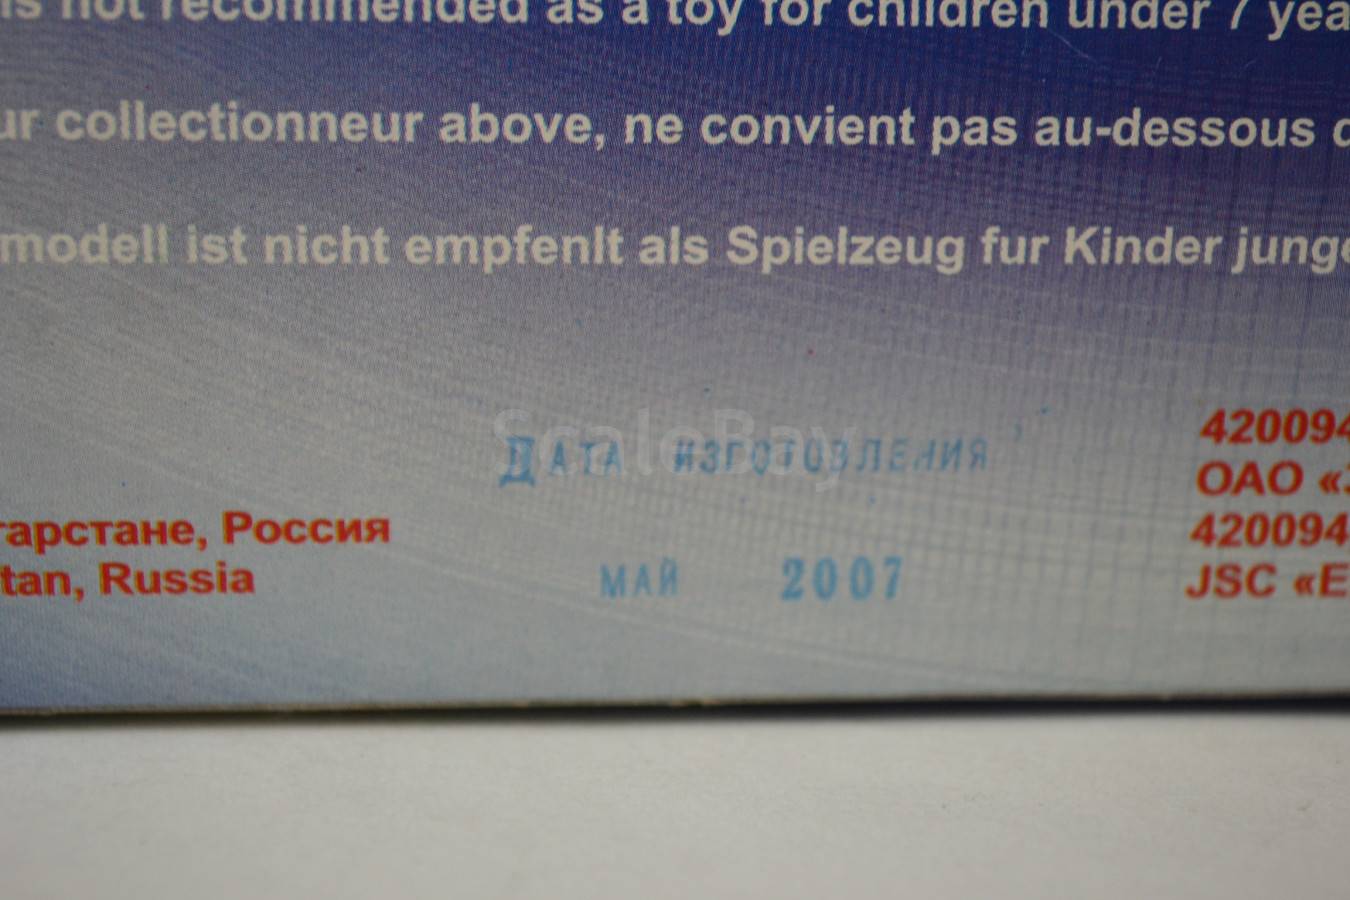 is not recommended as a toy for children under 7 yea
ur collectionneur above, ne convient pas au-dessous d
modell ist nicht empfenlt als Spielzeug fur Kinder junge
ScaleBay
ДАТА ИЗГОТОВЛЕНИЯ
МАЙ 2007
тарстане, Россия
tan, Russia
420094
ОАО «
420094
JSC «E